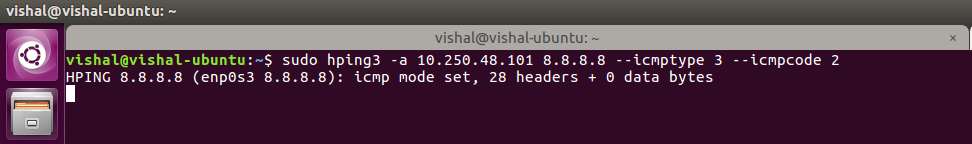 vishal@vishal-ubuntu: ~
vishal@vishal-ubuntu: ~ ×
vishal@vishal-ubuntu:~$ sudo hping3 -a 10.250.48.101 8.8.8.8 --icmptype 3 --icmpcode 2
HPING 8.8.8.8 (enp0s3 8.8.8.8): icmp mode set, 28 headers + 0 data bytes